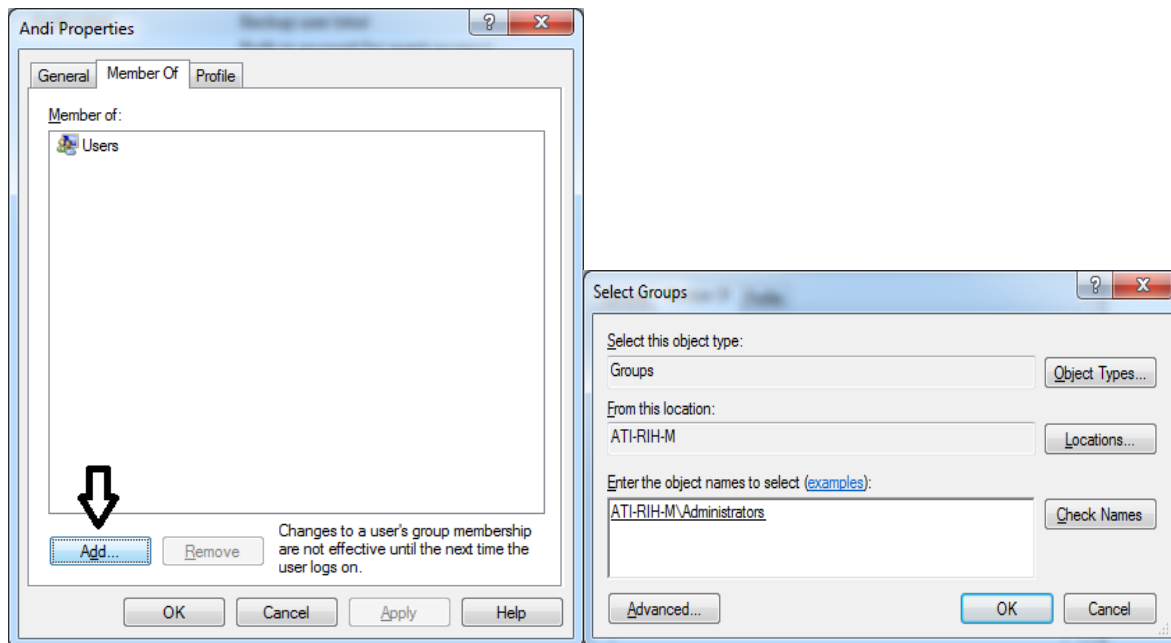 Andi Properties
General
Member Of
Profile
Member of:
Users
Add...
Remove
Changes to a user's group membership
are not effective until the next time the
user logs on.
OK
Cancel
Apply
Help
Select Groups
Select this object type:
Groups
Object Types...
From this location:
ATI-RIH-M
Locations...
Enter the object names to select (examples):
ATI-RIH-M\Administrators
Check Names
Advanced...
OK
Cancel